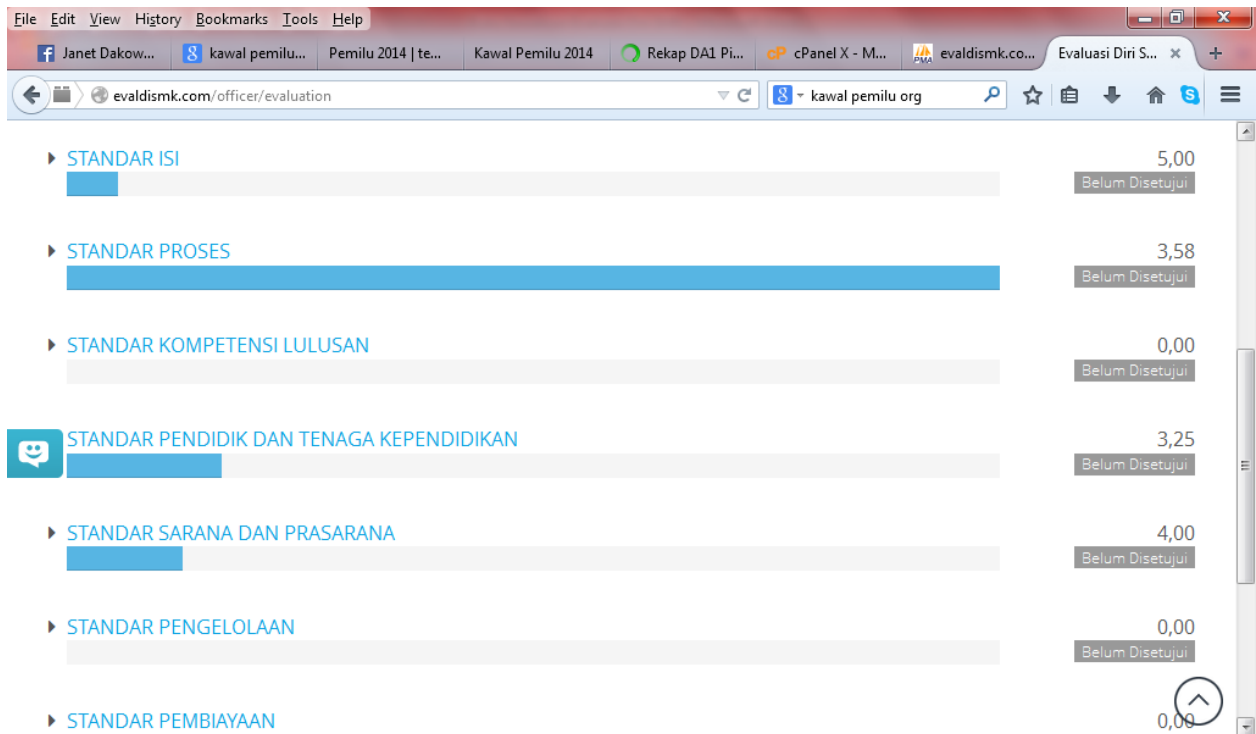 File Edit View History Bookmarks Tools Help
Janet Dakow... kawal pemilu... Pemilu 2014 | te... Kawal Pemilu 2014 Rekap DA1 Pi... cPanel X - M... evaldismk.co... Evaluasi Diri S...
evaldismk.com/officer/evaluation kawal pemilu org
STANDAR ISI 5,00
Belum Disetujui
STANDAR PROSES 3,58
Belum Disetujui
STANDAR KOMPETENSI LULUSAN 0,00
Belum Disetujui
STANDAR PENDIDIK DAN TENAGA KEPENDIDIKAN 3,25
Belum Disetujui
STANDAR SARANA DAN PRASARANA 4,00
Belum Disetujui
STANDAR PENGELOLAAN 0,00
Belum Disetujui
STANDAR PEMBIAYAAN 0,00